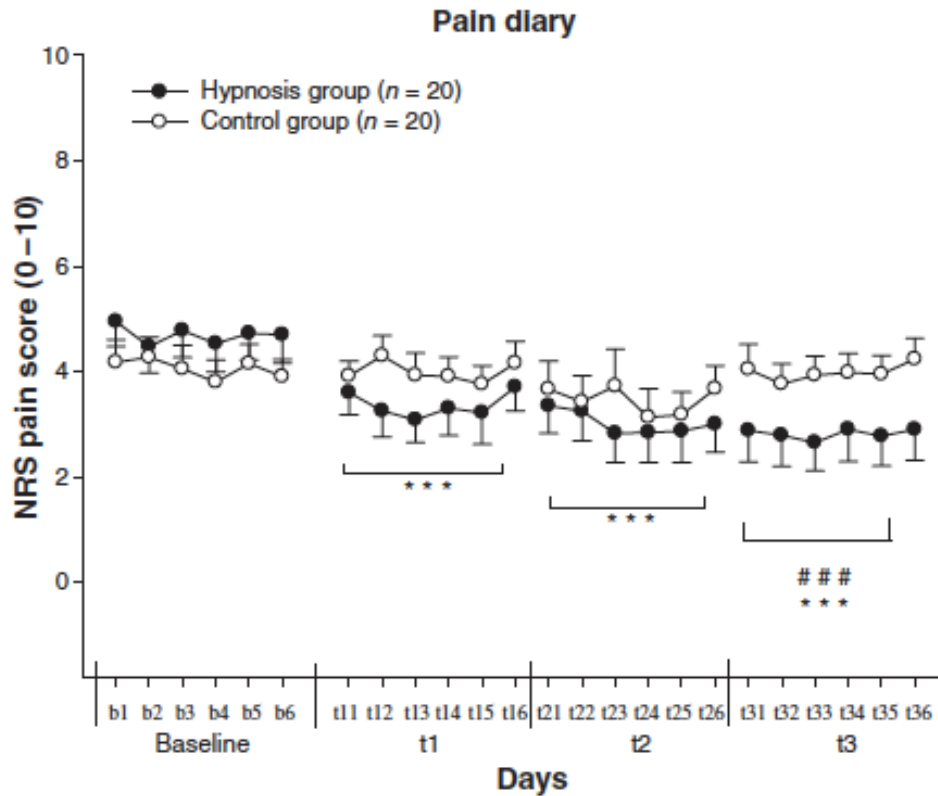 Pain diary
10
Hypnosis group (n = 20)
Control group (n = 20)
8
6
4
2
0
NRS pain score (0–10)
* * *
* * *
# # #
* * *
b1 b2 b3 b4 b5 b6 t11 t12 t13 t14 t15 t16 t21 t22 t23 t24 t25 t26 t31 t32 t33 t34 t35 t36
Baseline t1 t2 t3
Days